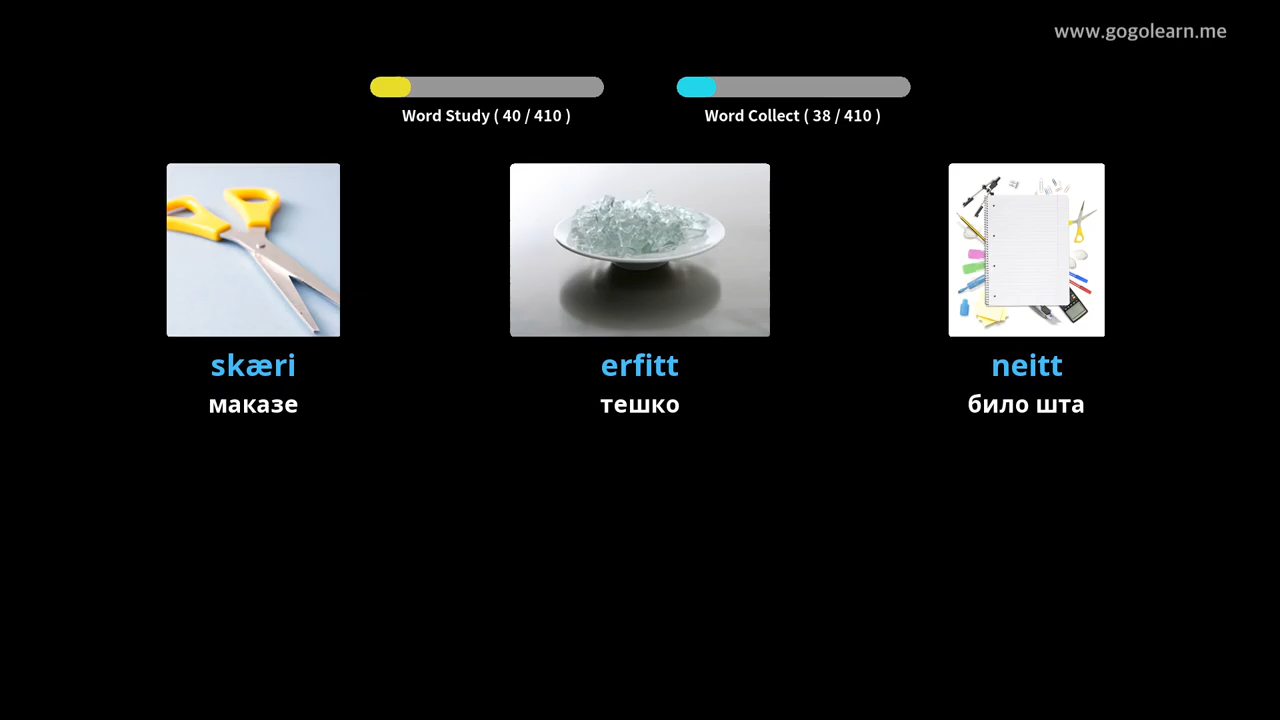 www.gogolearn.me
Word Study ( 40 / 410 )
Word Collect ( 38 / 410 )
skæri
erfitt
neitt
маказе
тешко
било шта